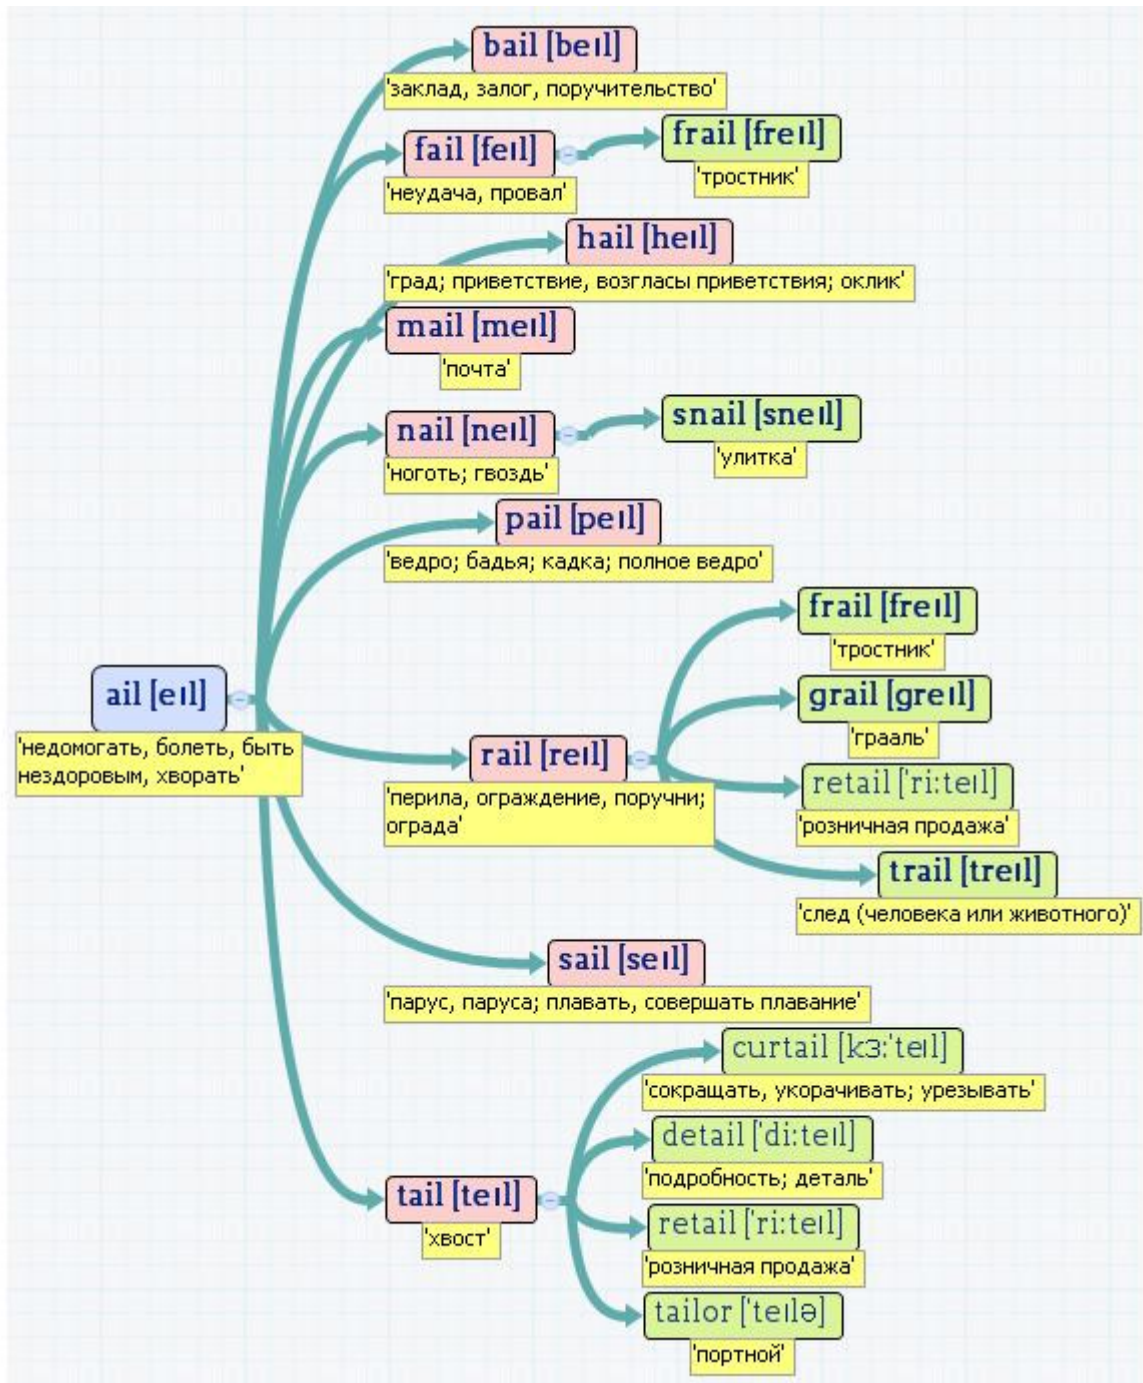 bail [beɪl]
'заклад, залог, поручительство'
fail [feɪl]
'неудача, провал'
frail [freɪl]
'тростник'
hail [heɪl]
'град; приветствие, возгласы приветствия; оклик'
mail [meɪl]
'почта'
nail [neɪl]
'ноготь; гвоздь'
snail [sneɪl]
'улитка'
pail [peɪl]
'ведро; бадья; кадка; полное ведро'
ail [eɪl]
'недомогать, болеть, быть
нездоровым, хворать'
rail [reɪl]
'перила, ограждение, поручни;
ограда'
frail [freɪl]
'тростник'
grail [greɪl]
'грааль'
retail ['ri:teɪl]
'розничная продажа'
trail [treɪl]
'след (человека или животного)'
sail [seɪl]
'парус, паруса; плавать, совершать плавание'
tail [teɪl]
'хвост'
curtail [kɜ:'teɪl]
'сокращать, укорачивать; урезывать'
detail ['di:teɪl]
'подробность; деталь'
retail ['ri:teɪl]
'розничная продажа'
tailor ['teɪlə]
'портной'